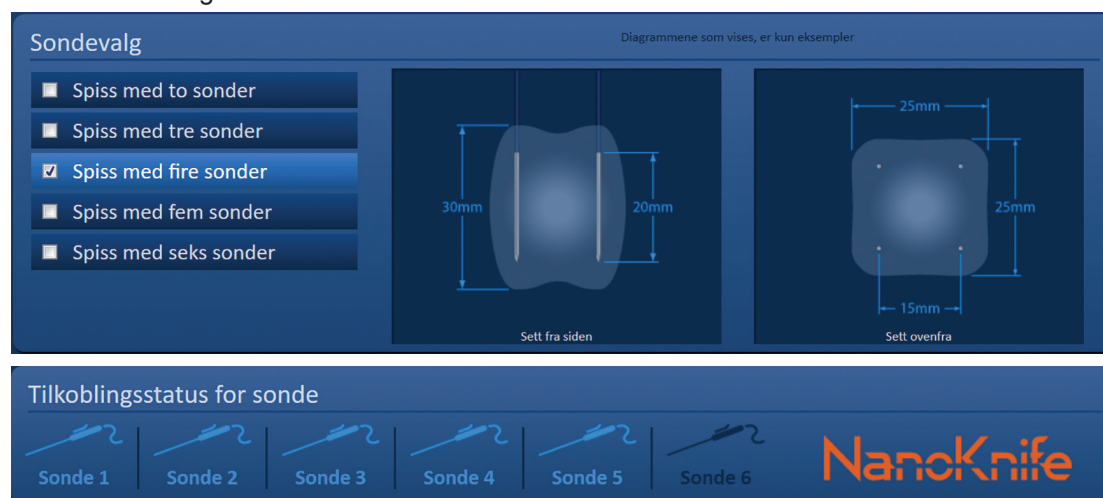 Sondevalg
Diagrammene som vises, er kun eksempler
Spiss med to sonder
Spiss med tre sonder
Spiss med fire sonder
Spiss med fem sonder
Spiss med seks sonder
30mm
20mm
Sett fra siden
25mm
25mm
15mm
Sett ovenfra
Tilkoblingsstatus for sonde
Sonde 1 Sonde 2 Sonde 3 Sonde 4 Sonde 5 Sonde 6
NanoKnife